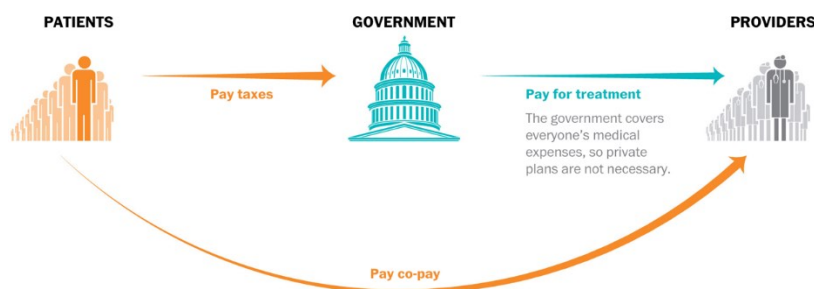 PATIENTS
GOVERNMENT
PROVIDERS
Pay taxes
Pay for treatment
The government covers
everyone's medical
expenses, so private
plans are not necessary.
Pay co-pay